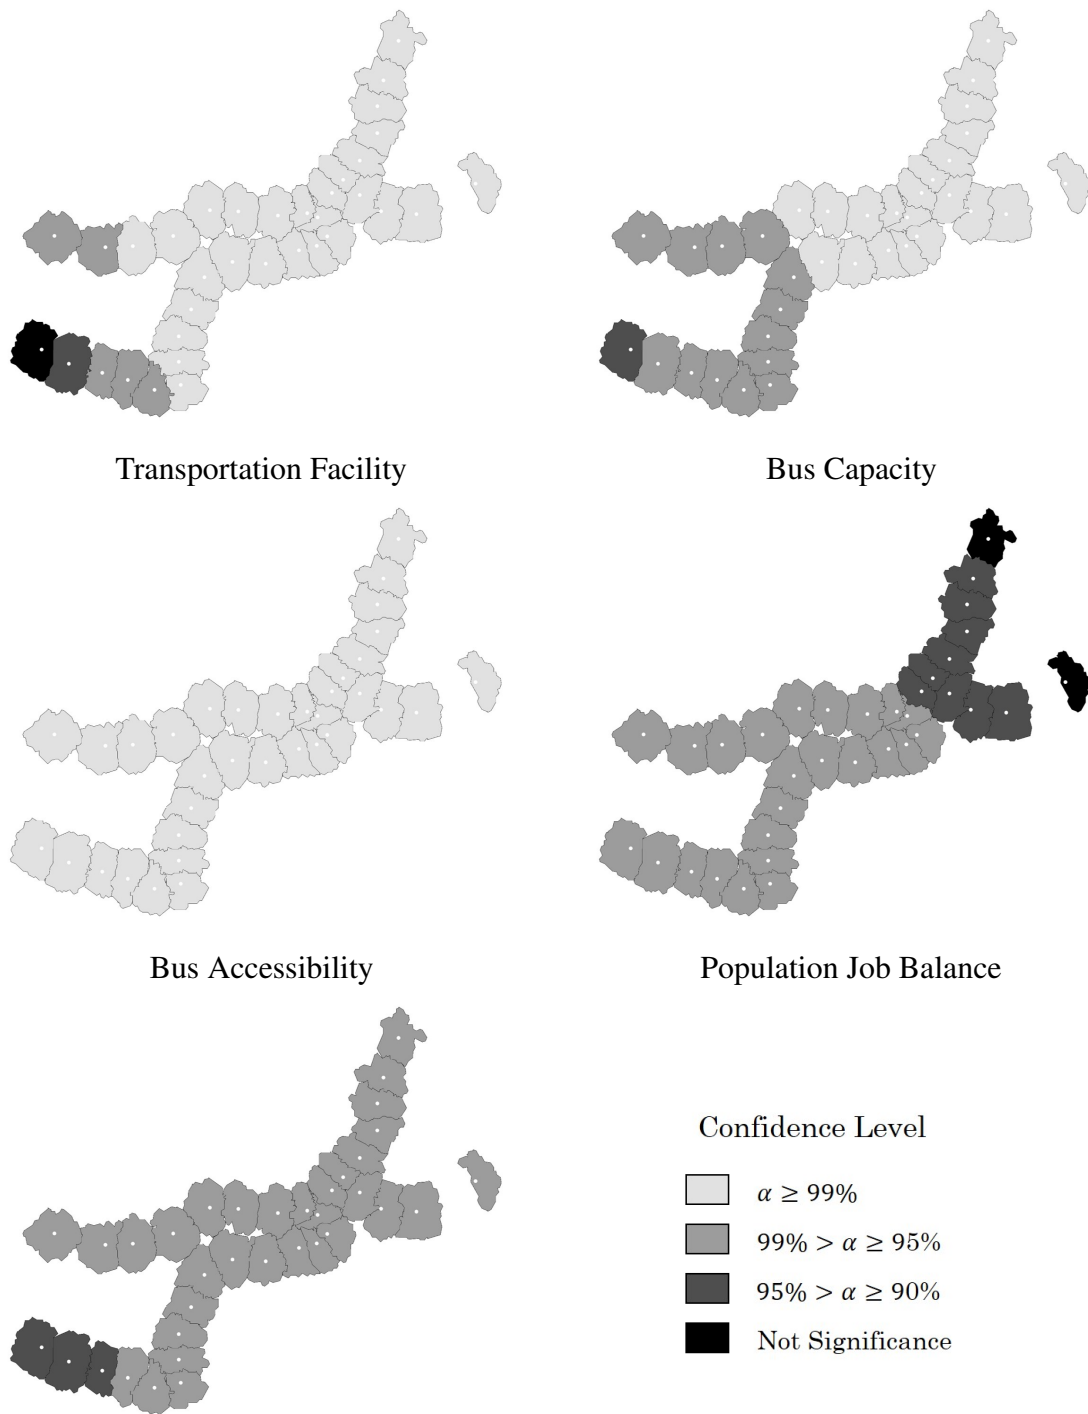 Transportation Facility
Bus Capacity
Bus Accessibility
Population Job Balance
Confidence Level
α ≥ 99%
99% > α ≥ 95%
95% > α ≥ 90%
Not Significance